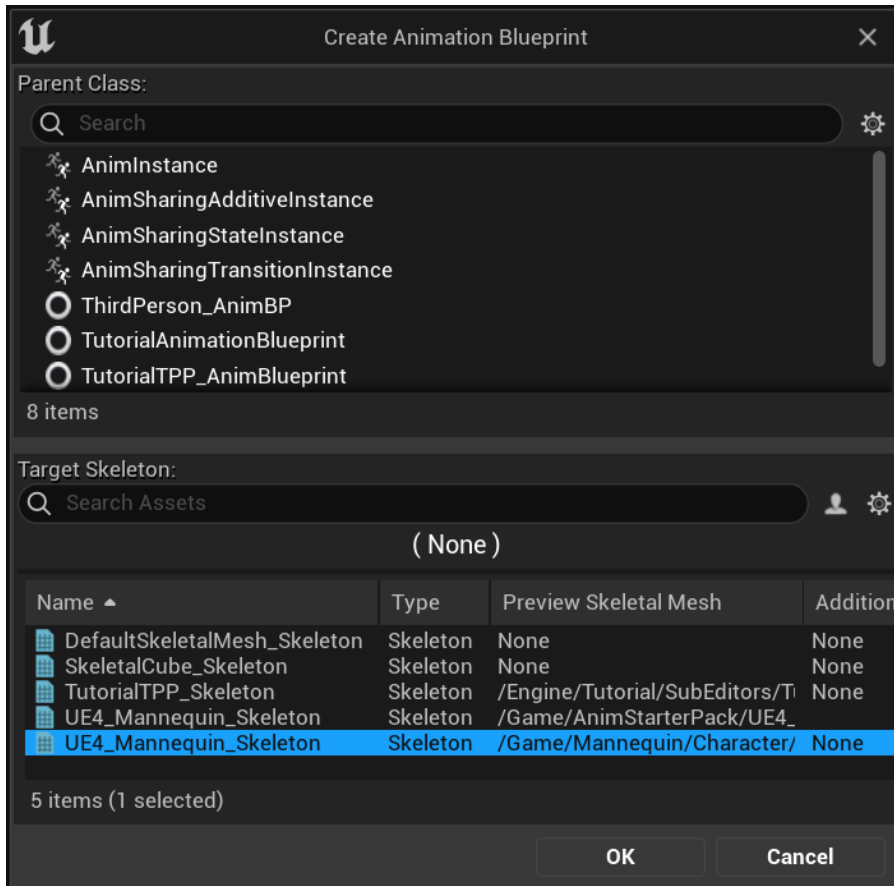 Create Animation Blueprint
Parent Class:
Search
AnimInstance
AnimSharingAdditiveInstance
AnimSharingStateInstance
AnimSharingTransitionInstance
ThirdPerson_AnimBP
TutorialAnimationBlueprint
TutorialTPP_AnimBlueprint
8 items
Target Skeleton:
Search Assets
( None )
Name Type Preview Skeletal Mesh Addition
DefaultSkeletalMesh_Skeleton Skeleton None None
SkeletalCube_Skeleton Skeleton None None
TutorialTPP_Skeleton Skeleton /Engine/Tutorial/SubEditors/Tu None
UE4_Mannequin_Skeleton Skeleton /Game/AnimStarterPack/UE4_
UE4_Mannequin_Skeleton Skeleton /Game/Mannequin/Character/ None
5 items (1 selected)
OK Cancel